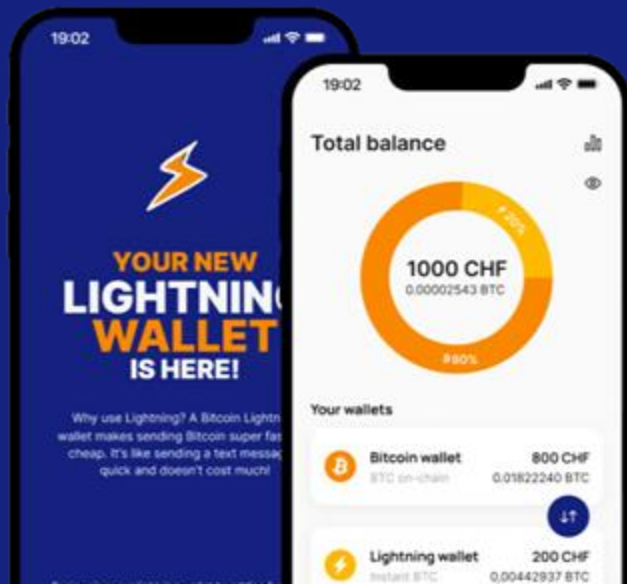 19:02
YOUR NEW
LIGHTNING
WALLET
IS HERE!
Why use Lightning? A Bitcoin Lightn
wallet makes sending Bitcoin super fas
cheap. It's like sending a text messag
quick and doesn't cost much!
19:02
Total balance
20%
1000 CHF
0.00002543 BTC
80%
Your wallets
Bitcoin wallet 800 CHF
BTC on-chain 0.01822240 BTC
Lightning wallet 200 CHF
Instant BTC 0,00442937 BTC